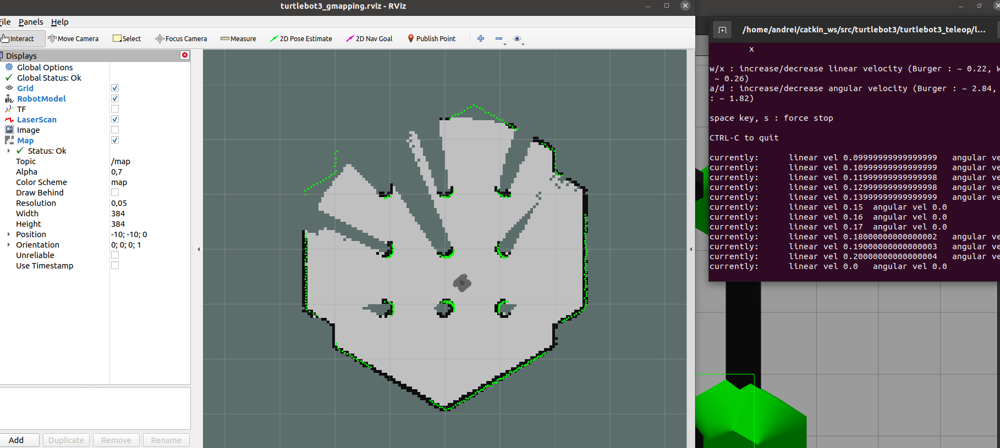 turtlebot3_gmapping.rviz - RViz
File Panels Help
Interact Move Camera Select Focus Camera Measure 2D Pose Estimate 2D Nav Goal Publish Point
Displays
Global Options
Global Status: Ok
Grid
RobotModel
TF
LaserScan
Image
Map
Status: Ok
Topic /map
Alpha 0,7
Color Scheme map
Draw Behind
Resolution 0,05
Width 384
Height 384
Position -10; -10; 0
Orientation 0; 0; 0; 1
Unreliable
Use Timestamp
Add Duplicate Remove Rename
/home/andrei/catkin_ws/src/turtlebot3/turtlebot3_teleop/l...
x
w/x : increase/decrease linear velocity (Burger : ~ 0.22, W
~ 0.26)
a/d : increase/decrease angular velocity (Burger : ~ 2.84,
: ~ 1.82)
space key, s : force stop
CTRL-C to quit
currently: linear vel 0.09999999999999999 angular ve
currently: linear vel 0.10999999999999999 angular ve
currently: linear vel 0.11999999999999998 angular ve
currently: linear vel 0.12999999999999998 angular ve
currently: linear vel 0.13999999999999999 angular ve
currently: linear vel 0.15 angular vel 0.0
currently: linear vel 0.16 angular vel 0.0
currently: linear vel 0.17 angular vel 0.0
currently: linear vel 0.18000000000000002 angular ve
currently: linear vel 0.19000000000000003 angular ve
currently: linear vel 0.20000000000000004 angular ve
currently: linear vel 0.0 angular vel 0.0